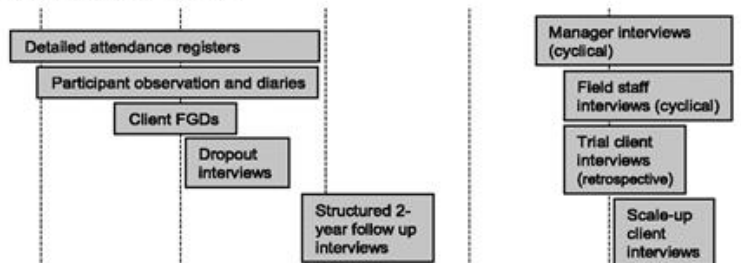 Detailed attendance registers
Participant observation and diaries
Client FGDs
Dropout
interviews
Structured 2-
year follow up
interviews
Manager interviews
(cyclical)
Field staff
interviews (cyclical)
Trial client
interviews
(retrospective)
Scale-up
client
interviews